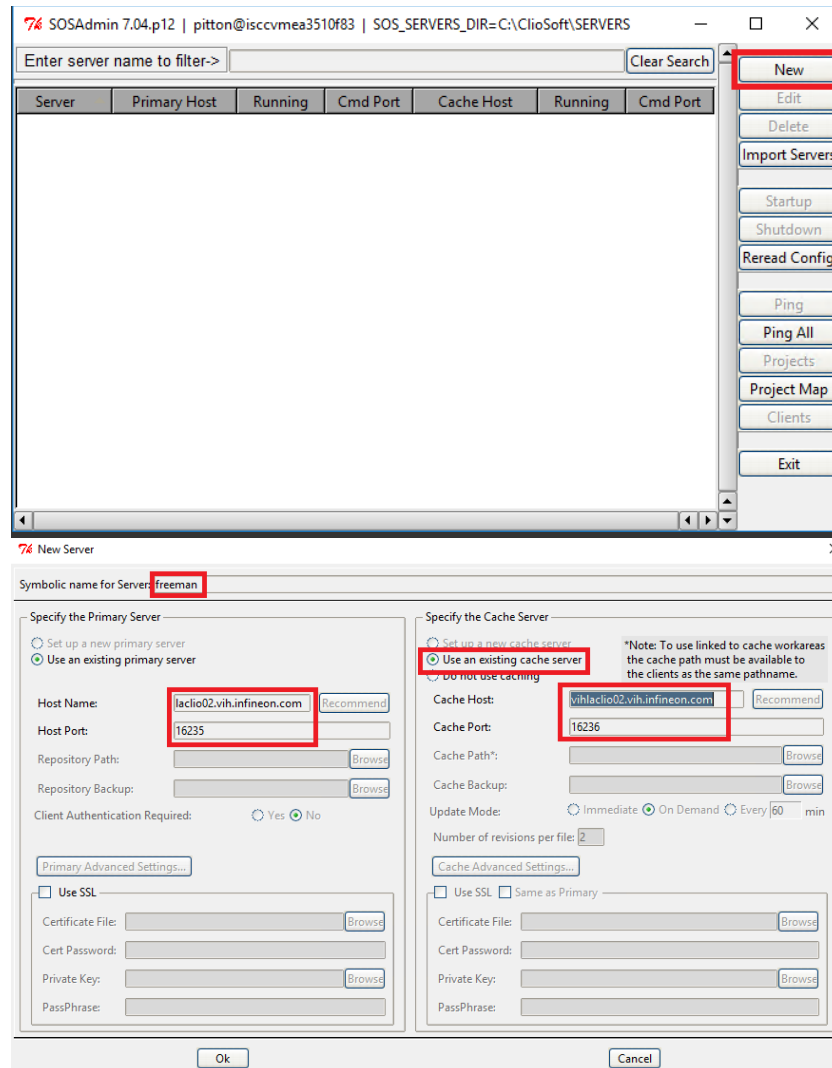 SOSAdmin 7.04.p12 | pitton@isccvmea3510f83 | SOS_SERVERS_DIR=C:\ClioSoft\SERVERS
Enter server name to filter-> Clear Search
New
Server Primary Host Running Cmd Port Cache Host Running Cmd Port
Edit
Delete
Import Servers
Startup
Shutdown
Reread Config
Ping
Ping All
Projects
Project Map
Clients
Exit
New Server
Symbolic name for Server: freeman
Specify the Primary Server
Set up a new primary server
Use an existing primary server
Host Name: laclio02.vih.infineon.com Recommend
Host Port: 16235
Repository Path: Browse
Repository Backup: Browse
Client Authentication Required: Yes No
Primary Advanced Settings...
Use SSL
Certificate File: Browse
Cert Password:
Private Key: Browse
PassPhrase:
Specify the Cache Server
Set up a new cache server
Use an existing cache server
Do not use caching
*Note: To use linked to cache workareas
the cache path must be available to
the clients as the same pathname.
Cache Host: vihlaclio02.vih.infineon.com Recommend
Cache Port: 16236
Cache Path*: Browse
Cache Backup: Browse
Update Mode: Immediate On Demand Every 60 min
Number of revisions per file: 2
Cache Advanced Settings...
Use SSL Same as Primary
Certificate File: Browse
Cert Password:
Private Key: Browse
PassPhrase:
Ok Cancel